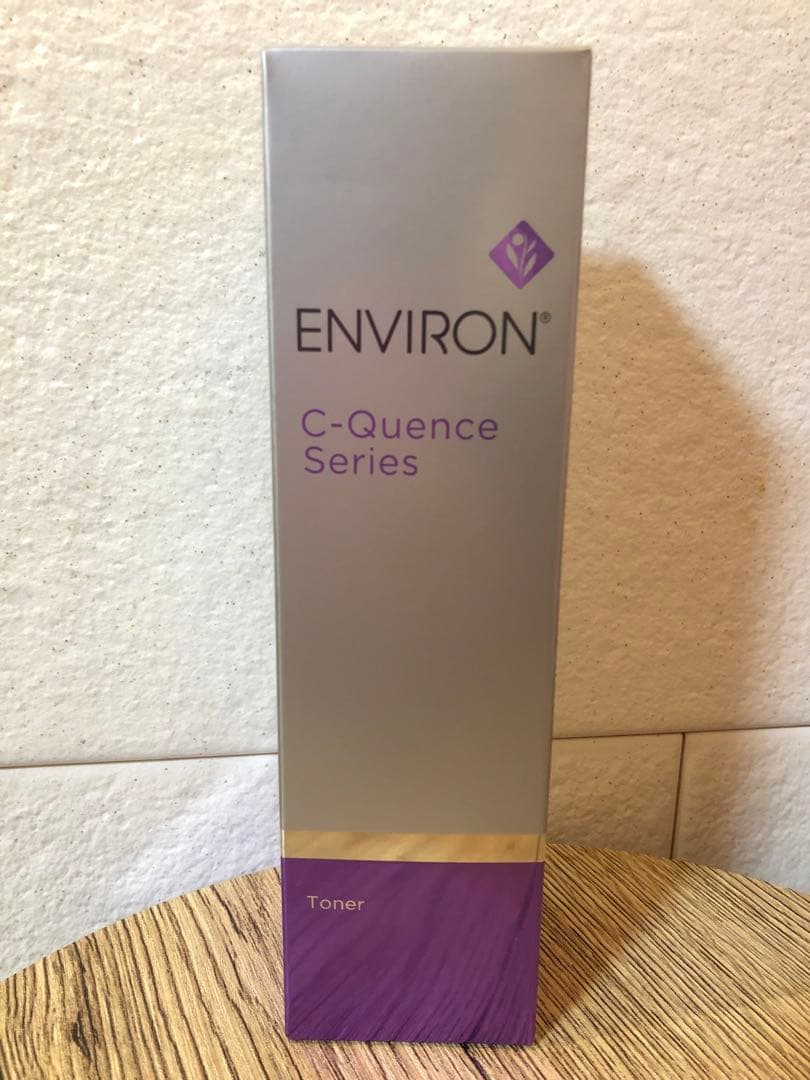 ENVIRON®
C-Quence
Series
Toner